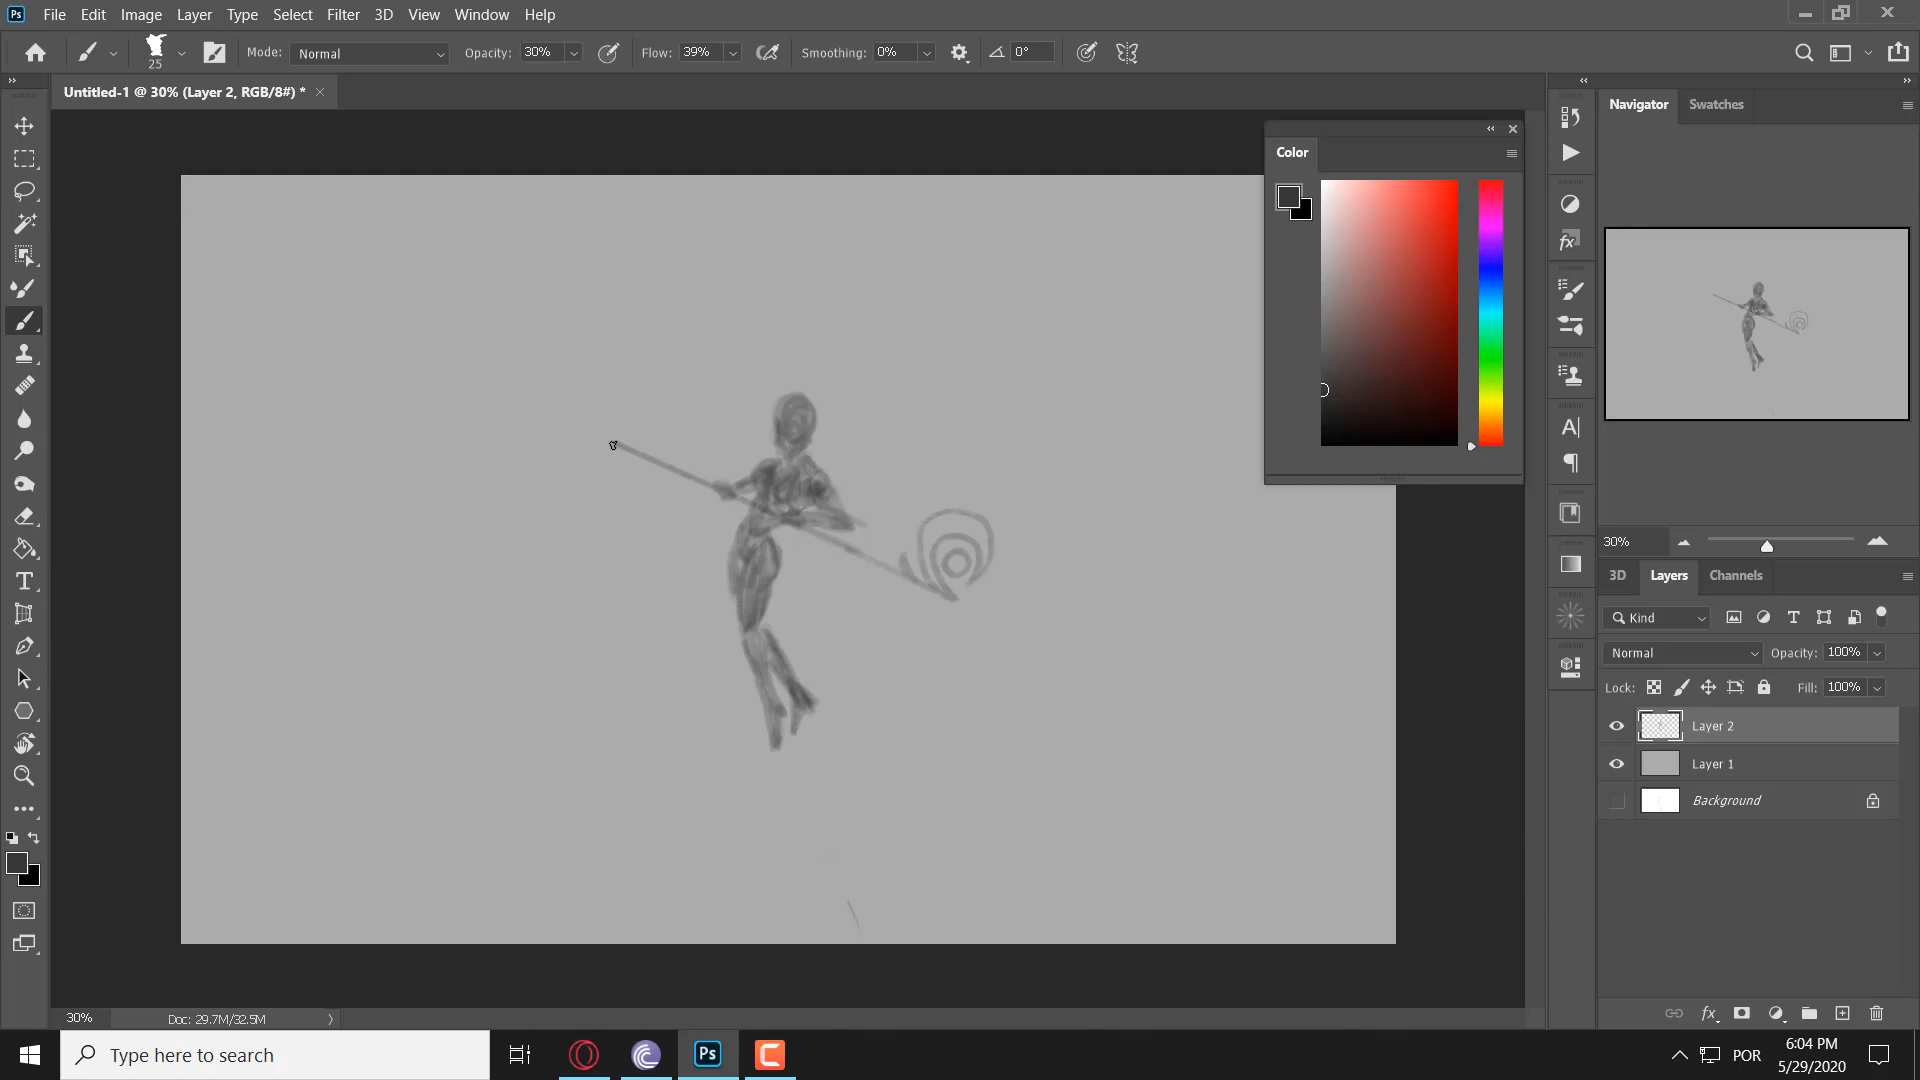 Ps File Edit Image Layer Type Select Filter 3D View Window Help
25 Mode: Normal Opacity: 30% Flow: 39% Smoothing: 0% 0°
Untitled-1 @ 30% (Layer 2, RGB/8#) *
Color
Navigator Swatches
30%
3D Layers Channels
Kind
Normal Opacity: 100%
Lock: Fill: 100%
Layer 2
Layer 1
Background
30% Doc: 29.7M/32.5M
Type here to search
Ps
POR
6:04 PM
5/29/2020